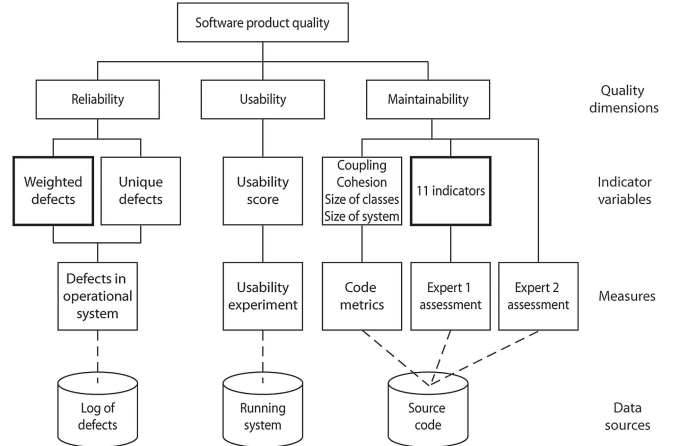 Software product quality
Reliability
Usability
Maintainability
Quality
dimensions
Weighted
defects
Unique
defects
Usability
score
Coupling
Cohesion
Size of classes
Size of system
11 indicators
Indicator
variables
Defects in
operational
system
Usability
experiment
Code
metrics
Expert 1
assessment
Expert 2
assessment
Measures
Log of
defects
Running
system
Source
code
Data
sources